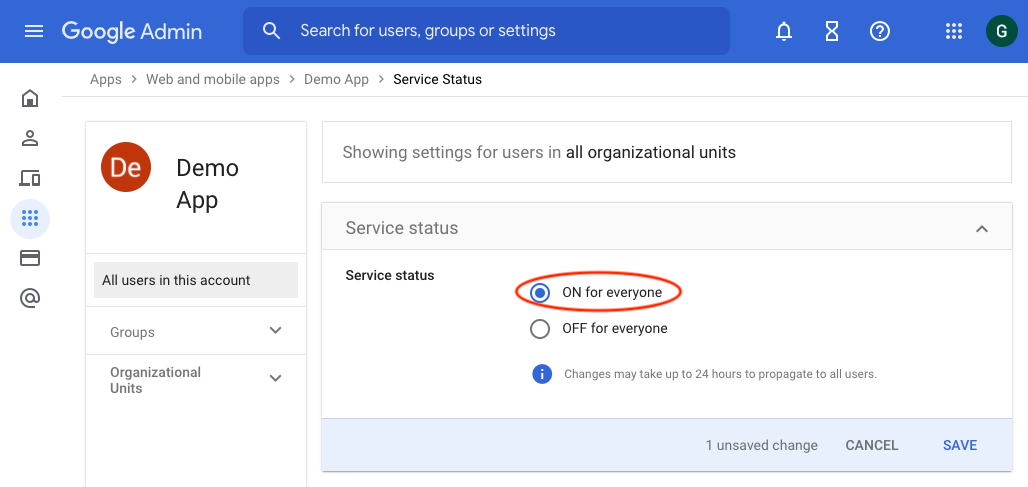 Google Admin
Search for users, groups or settings
G
Apps > Web and mobile apps > Demo App > Service Status
De
Demo
App
All users in this account
Groups
Organizational
Units
Showing settings for users in all organizational units
Service status
Service status
ON for everyone
OFF for everyone
Changes may take up to 24 hours to propagate to all users.
1 unsaved change
CANCEL
SAVE